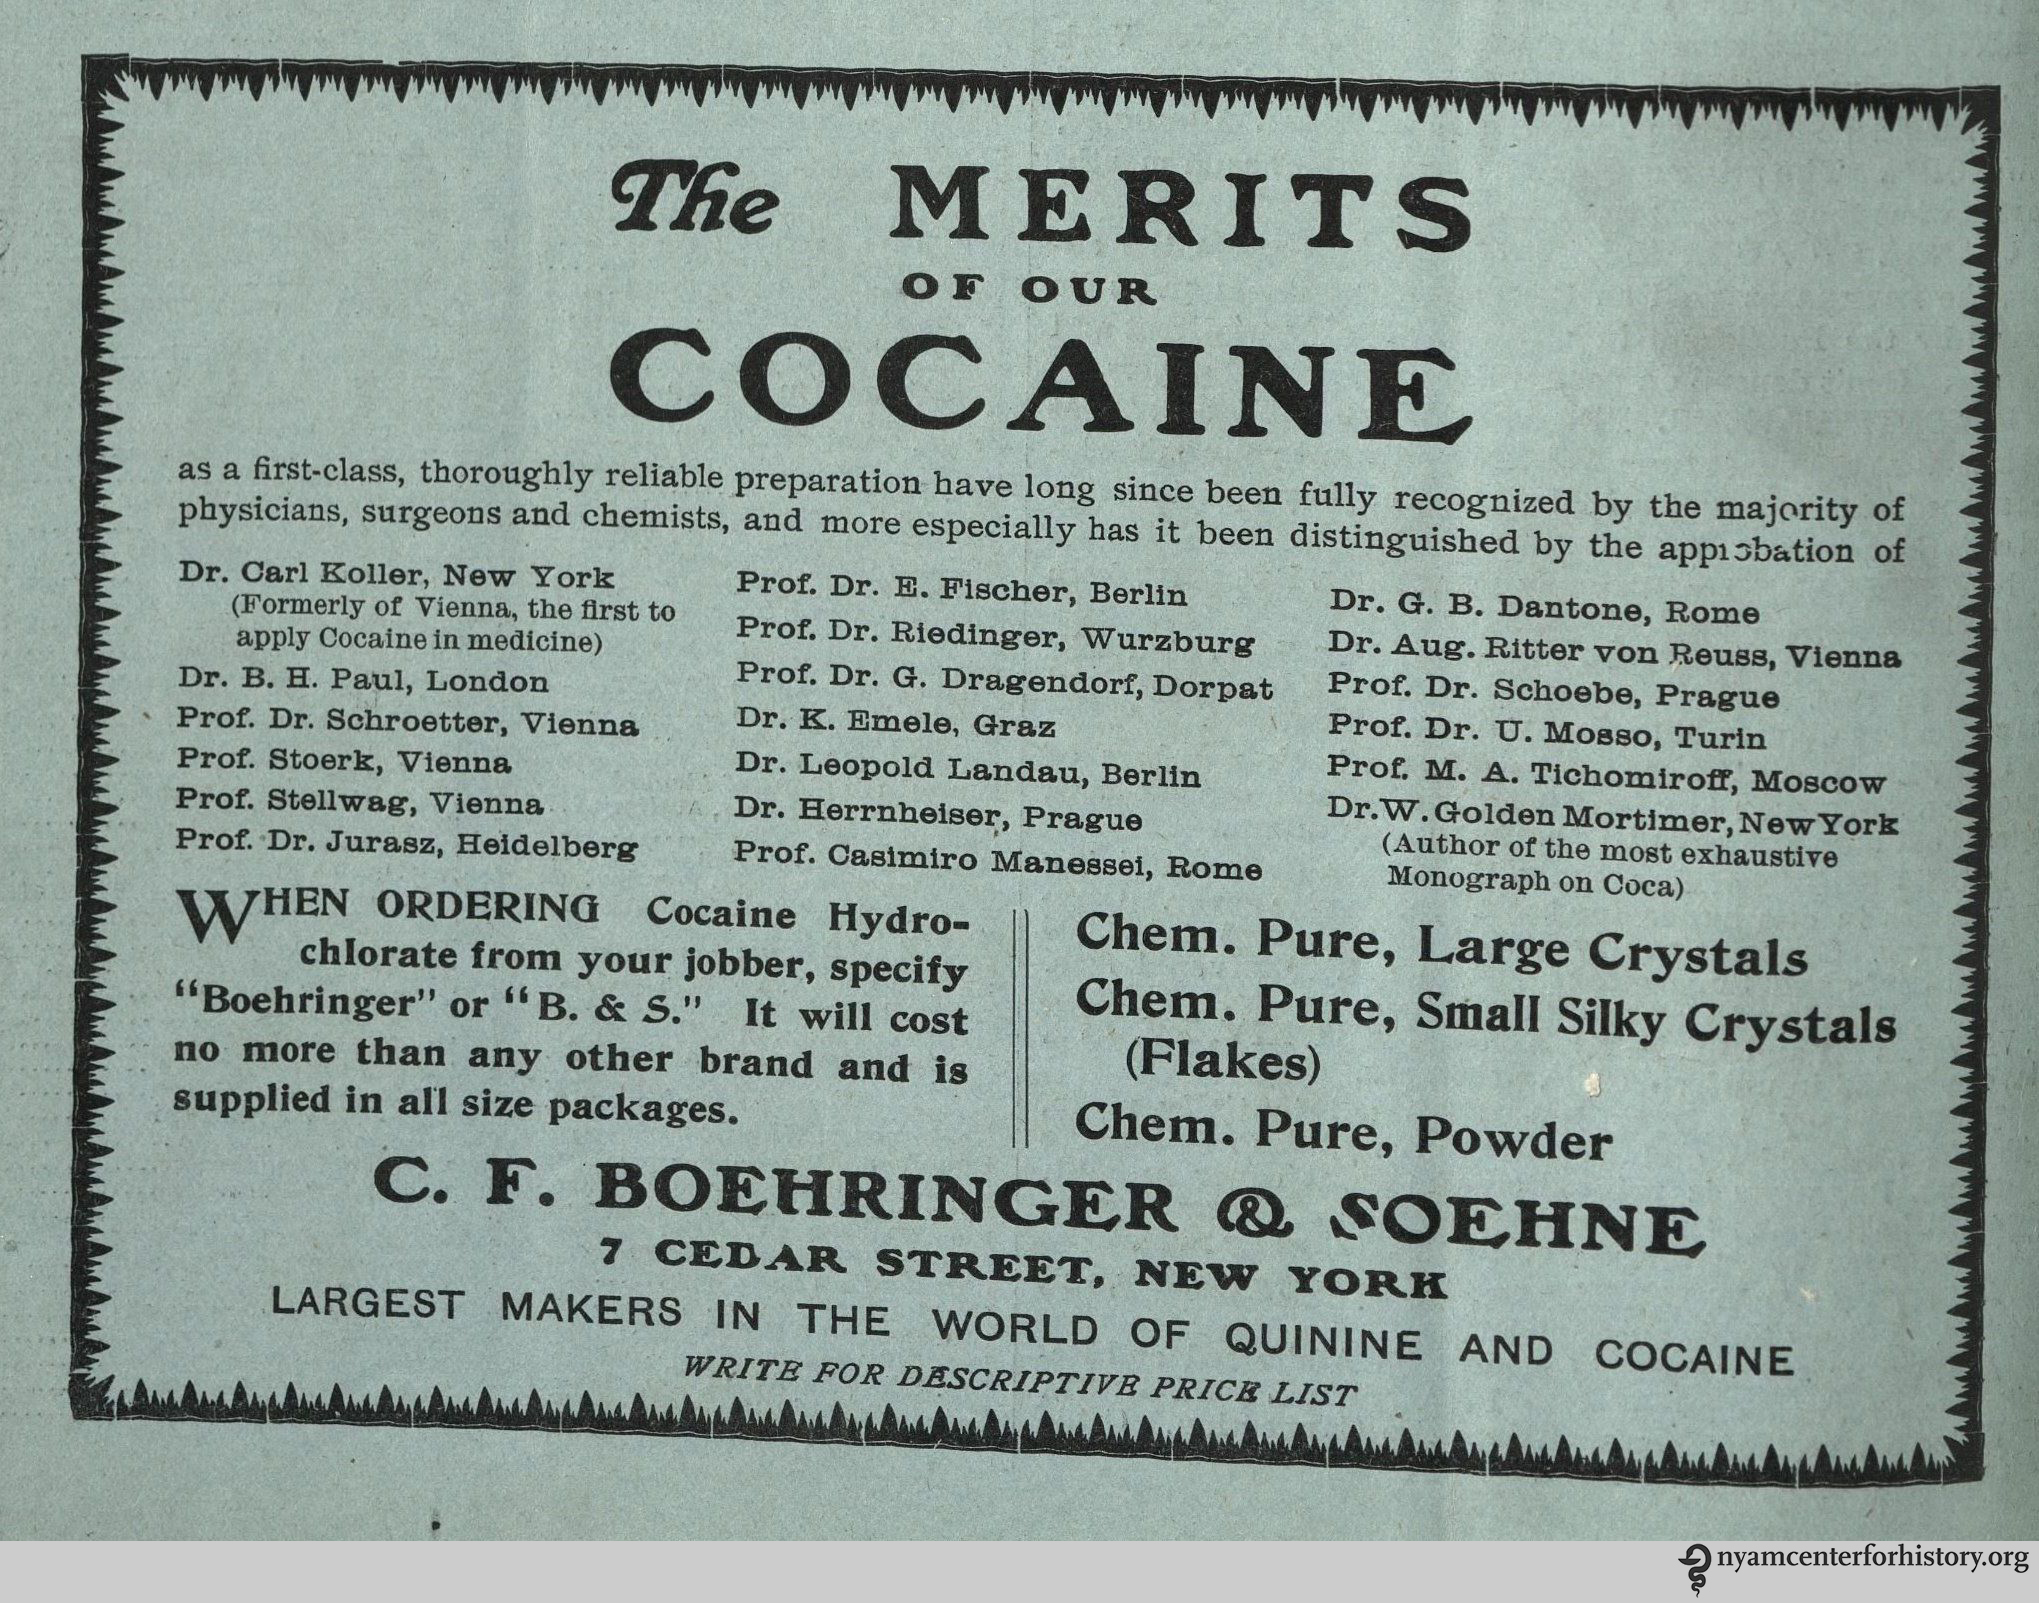 The MERITS
OF OUR
COCAINE
as a first-class, thoroughly reliable preparation have long since been fully recognized by the majority of
physicians, surgeons and chemists, and more especially has it been distinguished by the approbation of
Dr. Carl Koller, New York
(Formerly of Vienna, the first to
apply Cocaine in medicine)
Dr. B. H. Paul, London
Prof. Dr. Schroetter, Vienna
Prof. Stoerk, Vienna
Prof. Stellwag, Vienna
Prof. Dr. Jurasz, Heidelberg
Prof. Dr. E. Fischer, Berlin
Prof. Dr. Riedinger, Wurzburg
Prof. Dr. G. Dragendorf, Dorpat
Dr. K. Emele, Graz
Dr. Leopold Landau, Berlin
Dr. Herrnheiser, Prague
Prof. Casimiro Manessei, Rome
Dr. G. B. Dantone, Rome
Dr. Aug. Ritter von Reuss, Vienna
Prof. Dr. Schoebe, Prague
Prof. Dr. U. Mosso, Turin
Prof. M. A. Tichomiroff, Moscow
Dr. W. Golden Mortimer, New York
(Author of the most exhaustive
Monograph on Coca)
WHEN ORDERING Cocaine Hydro-
chlorate from your jobber, specify
"Boehringer" or "B. & S." It will cost
no more than any other brand and is
supplied in all size packages.
Chem. Pure, Large Crystals
Chem. Pure, Small Silky Crystals
(Flakes)
Chem. Pure, Powder
C. F. BOEHRINGER & SOEHNE
7 CEDAR STREET, NEW YORK
LARGEST MAKERS IN THE WORLD OF QUININE AND COCAINE
WRITE FOR DESCRIPTIVE PRICE LIST
nyamcenterforhistory.org